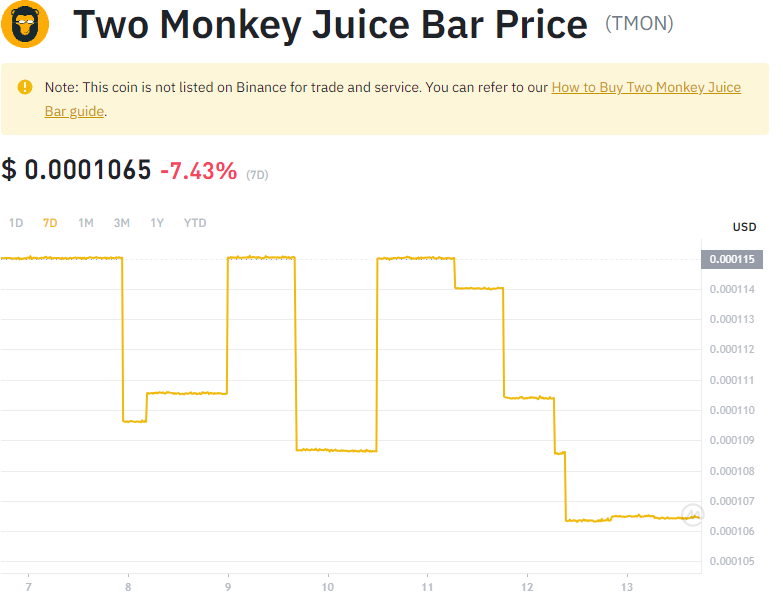 Two Monkey Juice Bar Price (TMON)
Note: This coin is not listed on Binance for trade and service. You can refer to our How to Buy Two Monkey Juice
Bar guide.
$ 0.0001065 -7.43% (7D)
1D 7D 1M 3M 1Y YTD
USD
0.000115
0.000114
0.000113
0.000112
0.000111
0.000110
0.000109
0.000108
0.000107
0.000106
0.000105
7 8 9 10 11 12 13